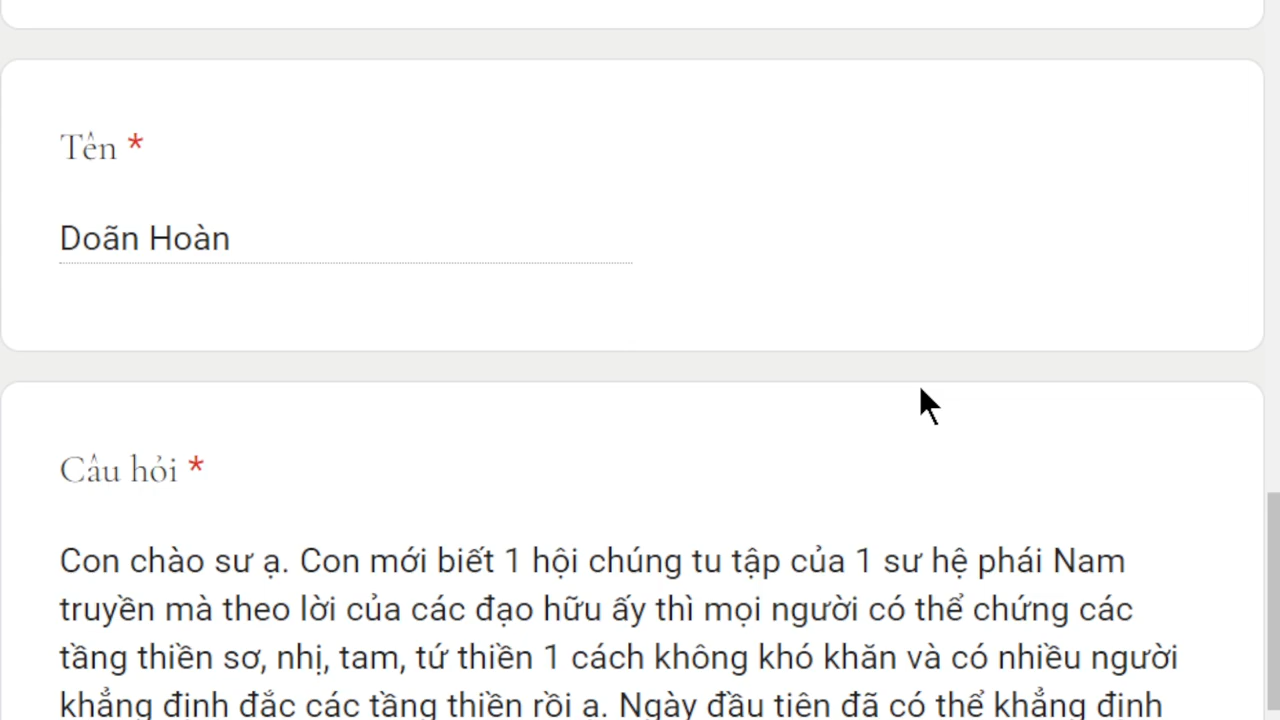 Tên *
Doãn Hoàn
Câu hỏi *
Con chào sư ạ. Con mới biết 1 hội chúng tu tập của 1 sư hệ phái Nam
truyền mà theo lời của các đạo hữu ấy thì mọi người có thể chứng các
tầng thiền sơ, nhị, tam, tứ thiền 1 cách không khó khăn và có nhiều người
khẳng định đắc các tầng thiền rồi ạ. Ngày đầu tiên đã có thể khẳng định